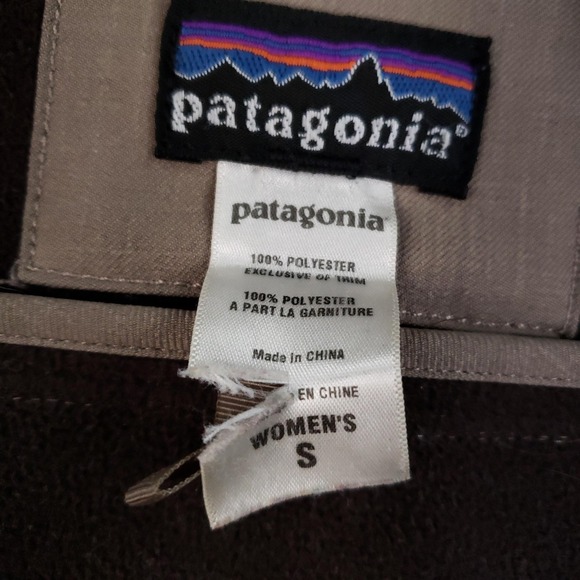 patagonia®
patagonia
100% POLYESTER
EXCLUSIVE OF TRIM
100% POLYESTER
A PART LA GARNITURE
Made in CHINA
EN CHINE
WOMEN'S
S